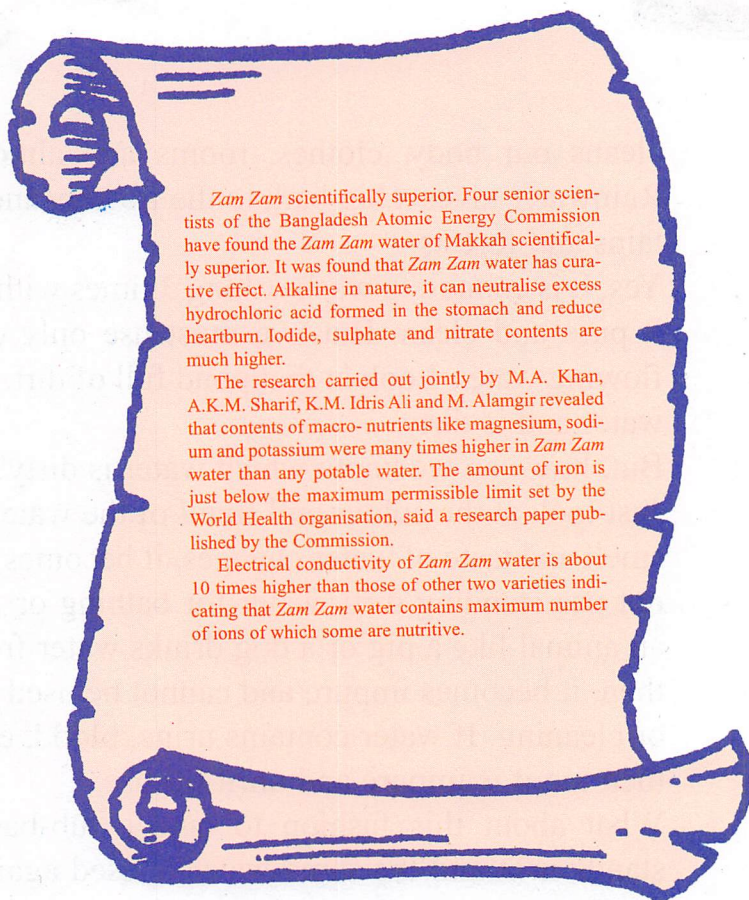 Zam Zam scientifically superior. Four senior scien-
tists of the Bangladesh Atomic Energy Commission
have found the Zam Zam water of Makkah scientifical-
ly superior. It was found that Zam Zam water has cura-
tive effect. Alkaline in nature, it can neutralise excess
hydrochloric acid formed in the stomach and reduce
heartburn. Iodide, sulphate and nitrate contents are
much higher.
The research carried out jointly by M.A. Khan,
A.K.M. Sharif, K.M. Idris Ali and M. Alamgir revealed
that contents of macro- nutrients like magnesium, sodi-
um and potassium were many times higher in Zam Zam
water than any potable water. The amount of iron is
just below the maximum permissible limit set by the
World Health organisation, said a research paper pub-
lished by the Commission.
Electrical conductivity of Zam Zam water is about
10 times higher than those of other two varieties indi-
cating that Zam Zam water contains maximum number
of ions of which some are nutritive.